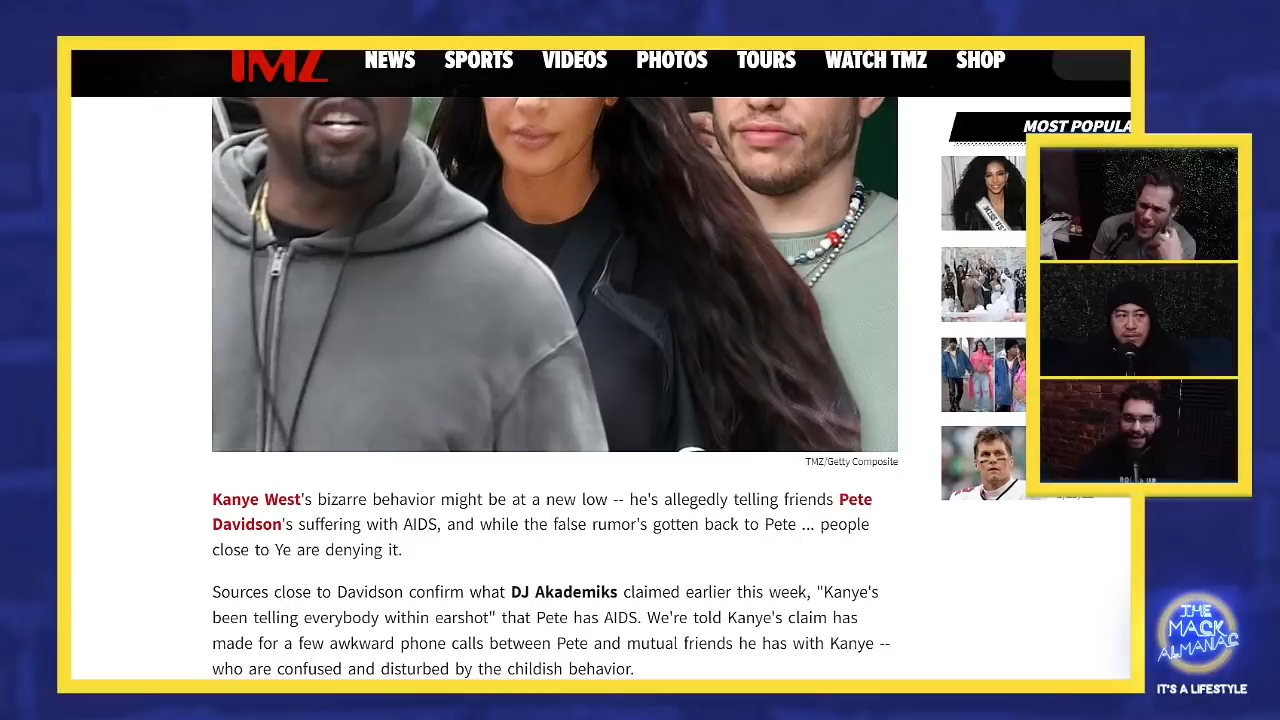 TMZ
NEWS SPORTS VIDEOS PHOTOS TOURS WATCH TMZ SHOP
MOST POPULA
MISS US
TMZ/Getty Composite
Kanye West's bizarre behavior might be at a new low -- he's allegedly telling friends Pete
Davidson's suffering with AIDS, and while the false rumor's gotten back to Pete ... people
close to Ye are denying it.
Sources close to Davidson confirm what DJ Akademiks claimed earlier this week, "Kanye's
been telling everybody within earshot" that Pete has AIDS. We're told Kanye's claim has
made for a few awkward phone calls between Pete and mutual friends he has with Kanye --
who are confused and disturbed by the childish behavior.
THE
MACK
ALMANAC
IT'S A LIFESTYLE